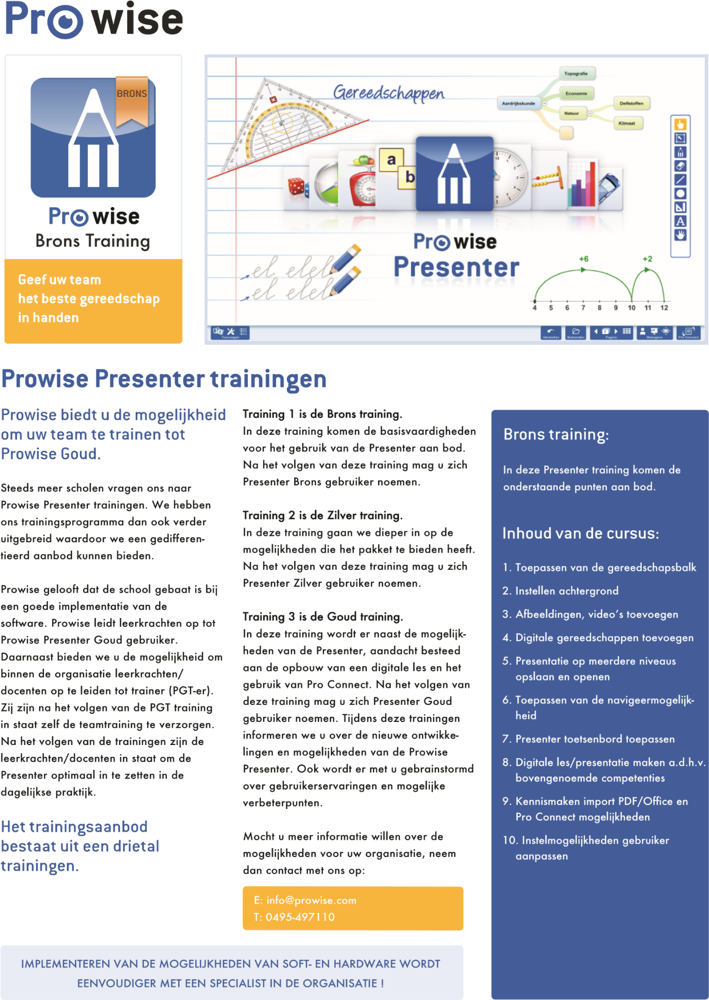 Prowise
BRONS
Prowise
Brons Training
Geef uw team
het beste gereedschap
in handen
Gereedschappen
Topografie
Economie
Aardrijkskunde
Natuur
Delfstoffen
Klimaat
a
b
A
Prowise
Presenter
el elel
el elel
+6
+2
4 5 6 7 8 9 10 11 12
Toevoegen
Herstellen
Bestanden
Pagina
Weergave
Pro Connect
Prowise Presenter trainingen
Prowise biedt u de mogelijkheid
om uw team te trainen tot
Prowise Goud.
Steeds meer scholen vragen ons naar
Prowise Presenter trainingen. We hebben
ons trainingsprogramma dan ook verder
uitgebreid waardoor we een gedifferen-
tieerd aanbod kunnen bieden.
Prowise gelooft dat de school gebaat is bij
een goede implementatie van de
software. Prowise leidt leerkrachten op tot
Prowise Presenter Goud gebruiker.
Daarnaast bieden we u de mogelijkheid om
binnen de organisatie leerkrachten/
docenten op te leiden tot trainer (PGT-er).
Zij zijn na het volgen van de PGT training
in staat zelf de teamtraining te verzorgen.
Na het volgen van de trainingen zijn de
leerkrachten/docenten in staat om de
Presenter optimaal in te zetten in de
dagelijkse praktijk.
Het trainingsaanbod
bestaat uit een drietal
trainingen.
Training 1 is de Brons training.
In deze training komen de basisvaardigheden
voor het gebruik van de Presenter aan bod.
Na het volgen van deze training mag u zich
Presenter Brons gebruiker noemen.
Training 2 is de Zilver training.
In deze training gaan we dieper in op de
mogelijkheden die het pakket te bieden heeft.
Na het volgen van deze training mag u zich
Presenter Zilver gebruiker noemen.
Training 3 is de Goud training.
In deze training wordt er naast de mogelijk-
heden van de Presenter, aandacht besteed
aan de opbouw van een digitale les en het
gebruik van Pro Connect. Na het volgen van
deze training mag u zich Presenter Goud
gebruiker noemen. Tijdens deze trainingen
informeren we u over de nieuwe ontwikke-
lingen en mogelijkheden van de Prowise
Presenter. Ook wordt er met u gebrainstormd
over gebruikerservaringen en mogelijke
verbeterpunten.
Mocht u meer informatie willen over de
mogelijkheden voor uw organisatie, neem
dan contact met ons op:
E: info@prowise.com
T: 0495-497110
Brons training:
In deze Presenter training komen de
onderstaande punten aan bod.
Inhoud van de cursus:
1. Toepassen van de gereedschapsbalk
2. Instellen achtergrond
3. Afbeeldingen, video's toevoegen
4. Digitale gereedschappen toevoegen
5. Presentatie op meerdere niveaus
opslaan en openen
6. Toepassen van de navigeermogelijk-
heid
7. Presenter toetsenbord toepassen
8. Digitale les/presentatie maken a.d.h.v.
bovengenoemde competenties
9. Kennismaken import PDF/Office en
Pro Connect mogelijkheden
10. Instelmogelijkheden gebruiker
aanpassen
IMPLEMENTEREN VAN DE MOGELIJKHEDEN VAN SOFT- EN HARDWARE WORDT
EENVOUDIGER MET EEN SPECIALIST IN DE ORGANISATIE !